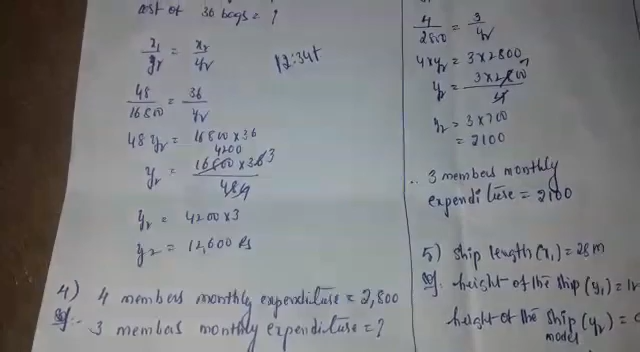 cost of 36 bags = ?
x1/y1 = x2/y2
48/16800 = 36/y2
48 y2 = 16800 × 36
4200
y2 = 16800 × 36 3 / 48 4
y2 = 4200 × 3
y2 = 12,600 Rs
4) 4 members monthly expenditure = 2,800
Sol:- 3 members monthly expenditure = ?
4/2800 = 3/y2
4 × y2 = 3 × 2800
y2 = 3 × 2800 / 4
y2 = 3 × 700
= 2100
∴ 3 members monthly
expenditure = 2100
5) Ship length (x1) = 28 m
Sol. height of the ship (y1) = 12
height of the ship (y2) =
model